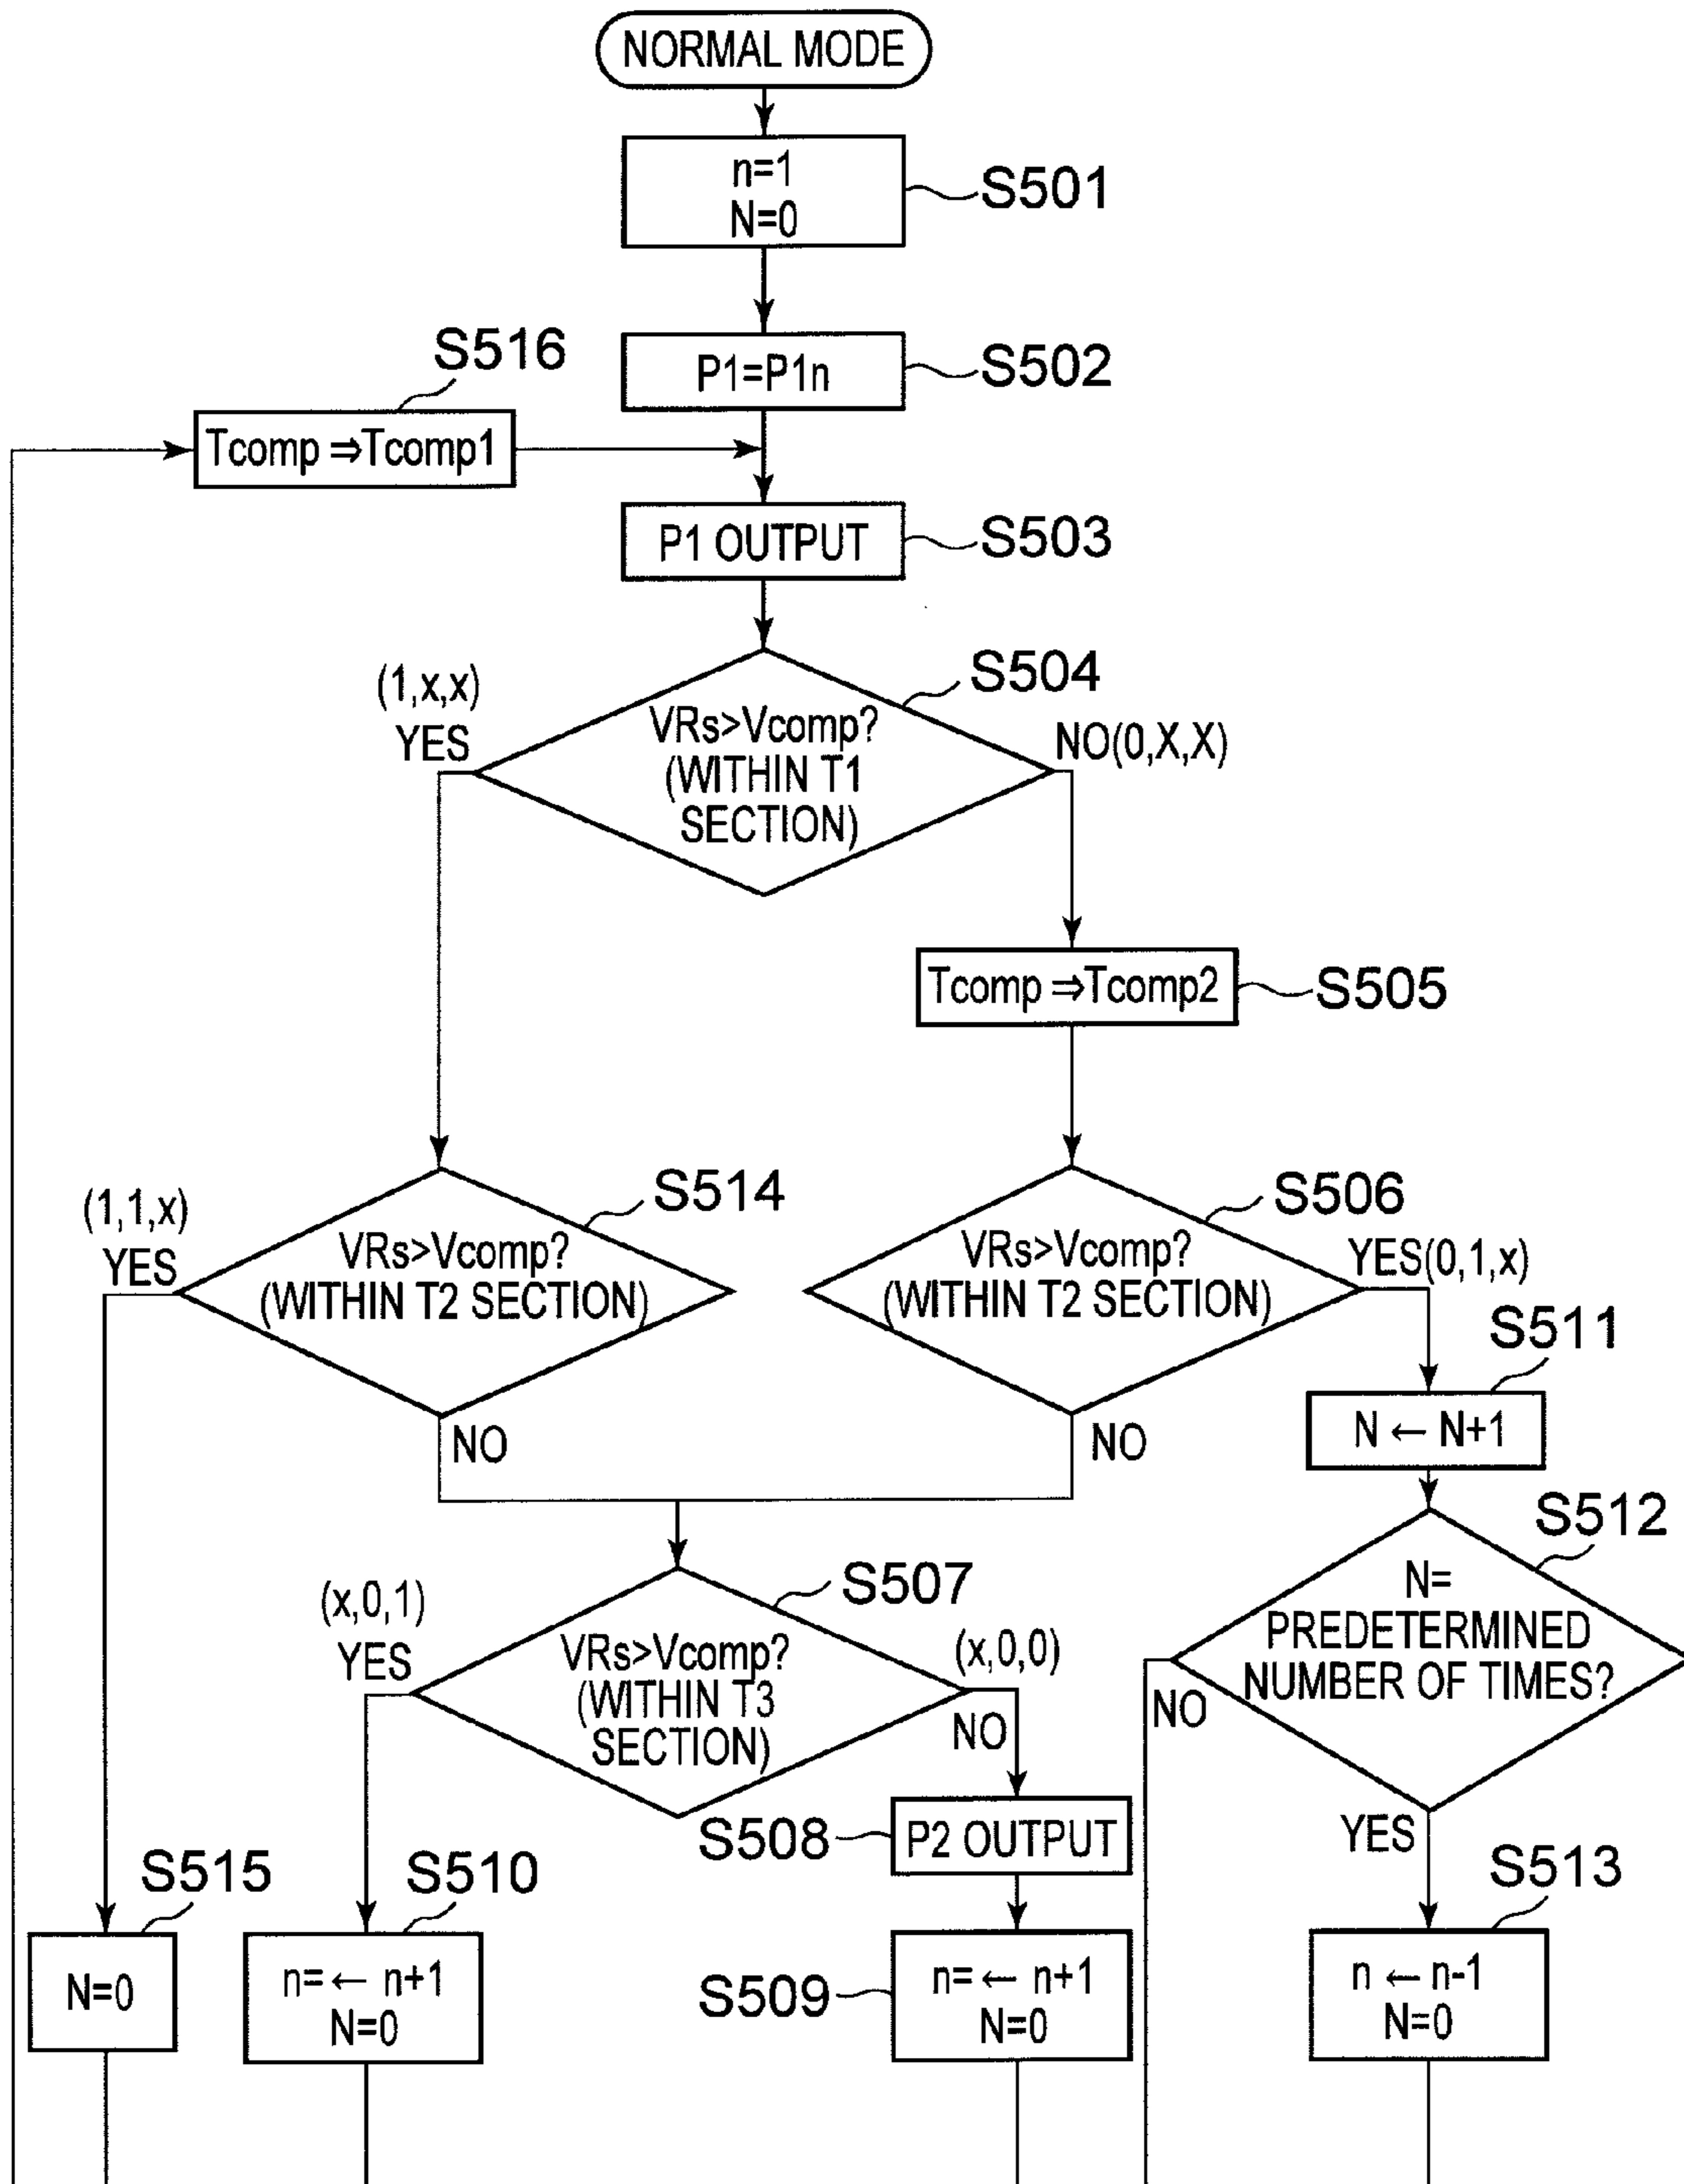 NORMAL MODE
n=1
N=0
S501
P1=P1n
S502
S516
Tcomp ⇒Tcomp1
P1 OUTPUT
S503
S504
(1,x,x)
YES
VRs>Vcomp?
(WITHIN T1
SECTION)
NO(0,X,X)
Tcomp ⇒Tcomp2
S505
S514
(1,1,x)
YES
VRs>Vcomp?
(WITHIN T2 SECTION)
NO
S506
VRs>Vcomp?
(WITHIN T2 SECTION)
YES(0,1,x)
NO
S511
N ← N+1
S512
N=
PREDETERMINED
NUMBER OF TIMES?
NO
YES
S507
(x,0,1)
YES
VRs>Vcomp?
(WITHIN T3
SECTION)
(x,0,0)
NO
S508
P2 OUTPUT
S515
N=0
S510
n= ← n+1
N=0
S509
n= ← n+1
N=0
S513
n ← n-1
N=0